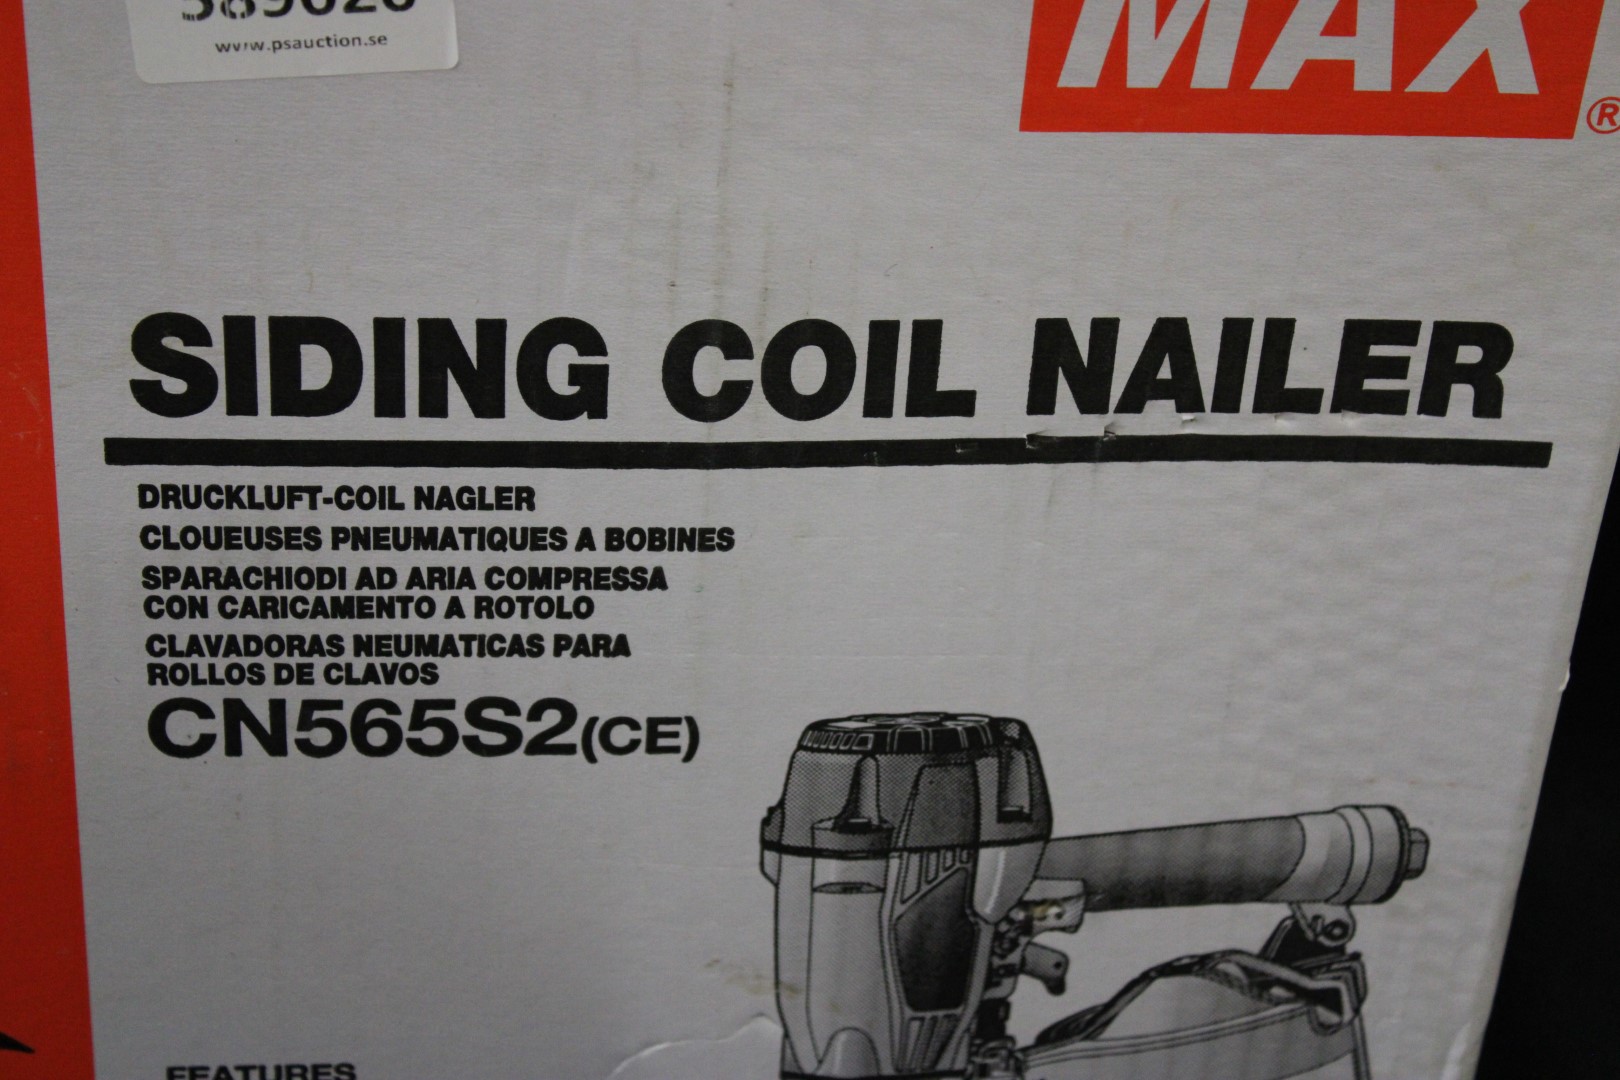 www.psauction.se
MAX®
SIDING COIL NAILER
DRUCKLUFT-COIL NAGLER
CLOUEUSES PNEUMATIQUES A BOBINES
SPARACHIODI AD ARIA COMPRESSA
CON CARICAMENTO A ROTOLO
CLAVADORAS NEUMATICAS PARA
ROLLOS DE CLAVOS
CN565S2(CE)
FEATURES